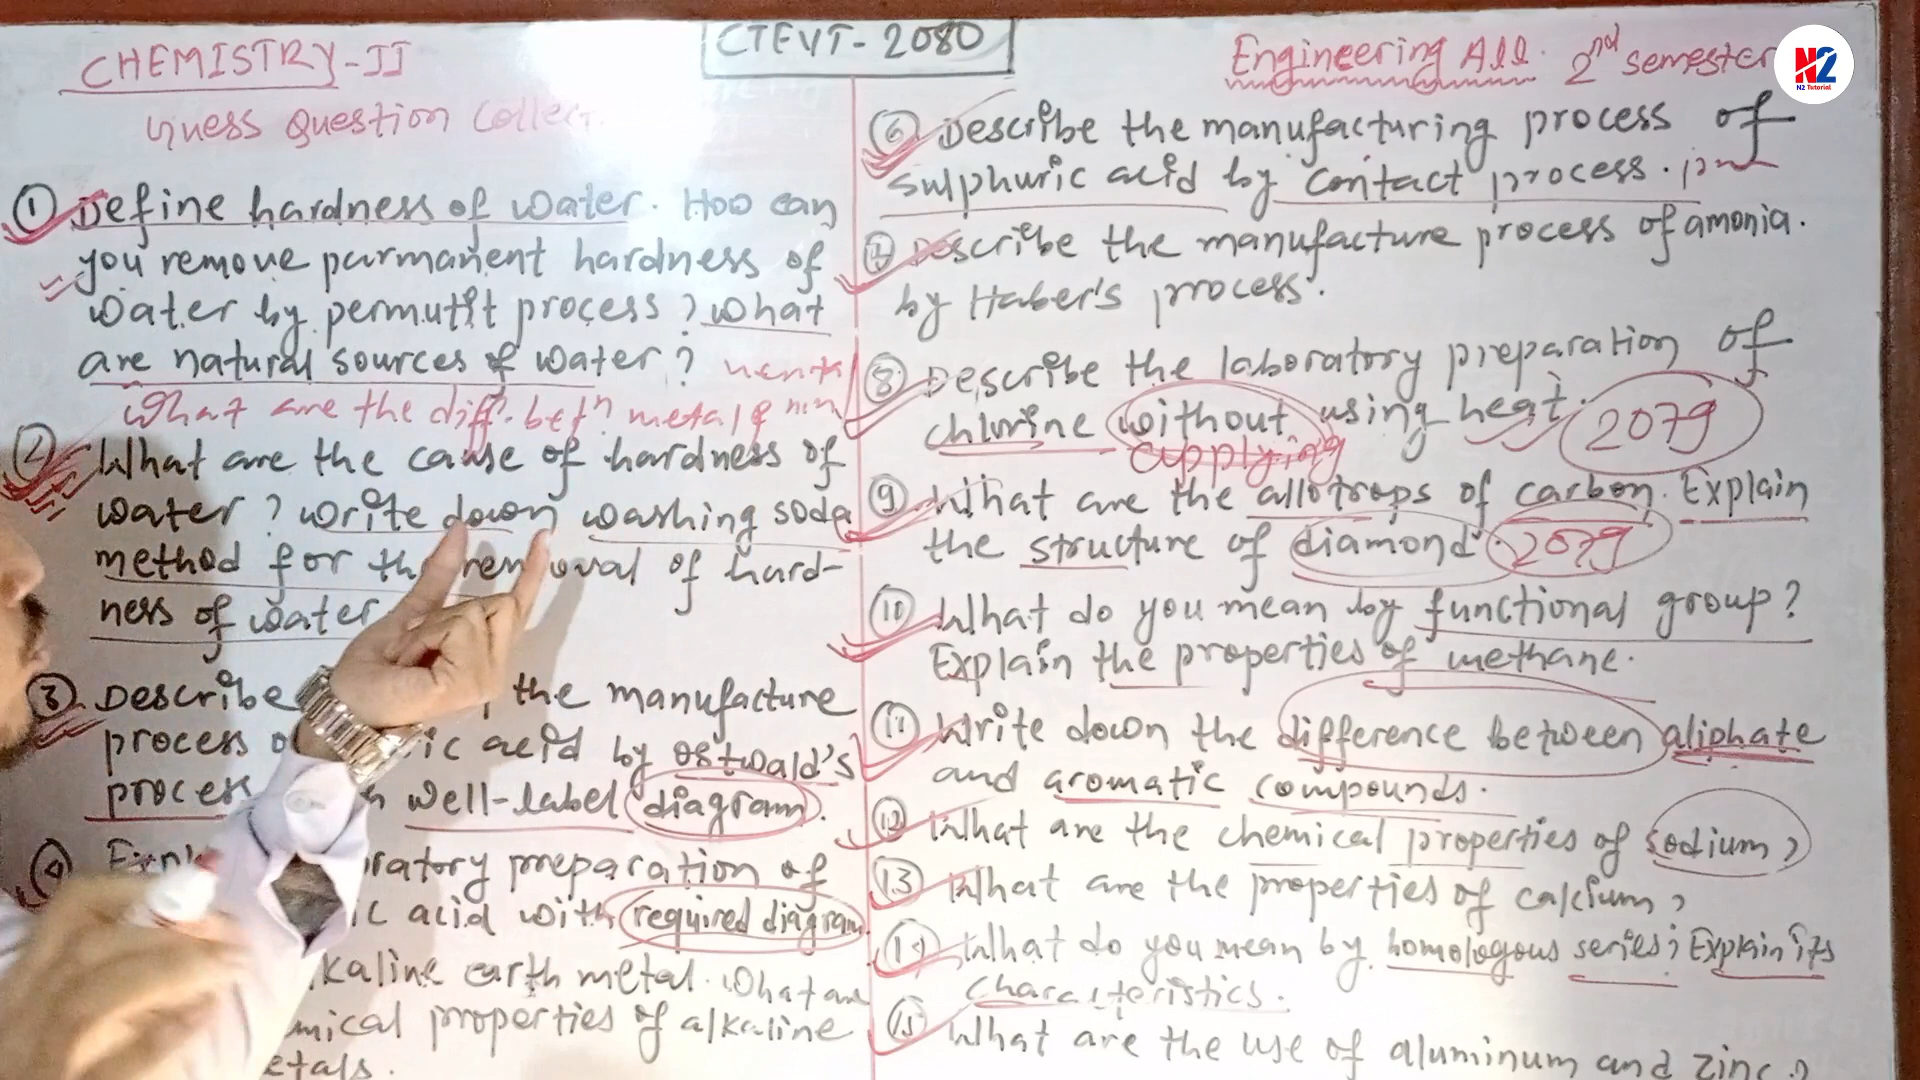 CHEMISTRY-II
CTEVT-2080
Engineering All. 2nd semester
N2
N2 Tutorial
Guess Question Collec
① Define hardness of water. How can
you remove purmanent hardness of
water by permutit process? What
are natural sources of water?
What are the diff. betn metal &
② What are the cause of hardness of
water? write down washing soda
method for the removal of hard-
ness of water
③ Describe the manufacture
process ic acid by ostwald's
process well-label diagram.
④ ratory preparation of
ic acid with required diagram
kaline earth metal. What are
mical properties of alkaline
etals.
⑥ Describe the manufacturing process of
sulphuric acid by contact process.
Describe the manufacture process of amonia.
by Haber's process.
⑧ Describe the laboratory preparation of
chlorine without using heat. 2079
applying
⑨ What are the allotrops of carbon. Explain
the structure of diamond. 2079
⑩ What do you mean by functional group?
Explain the properties of methane.
⑪ Write down the difference between aliphate
and aromatic compounds.
⑫ What are the chemical properties of sodium?
⑬ What are the properties of calcium?
⑭ What do you mean by homologous series? Explain its
characteristics.
⑮ What are the use of aluminum and zinc?